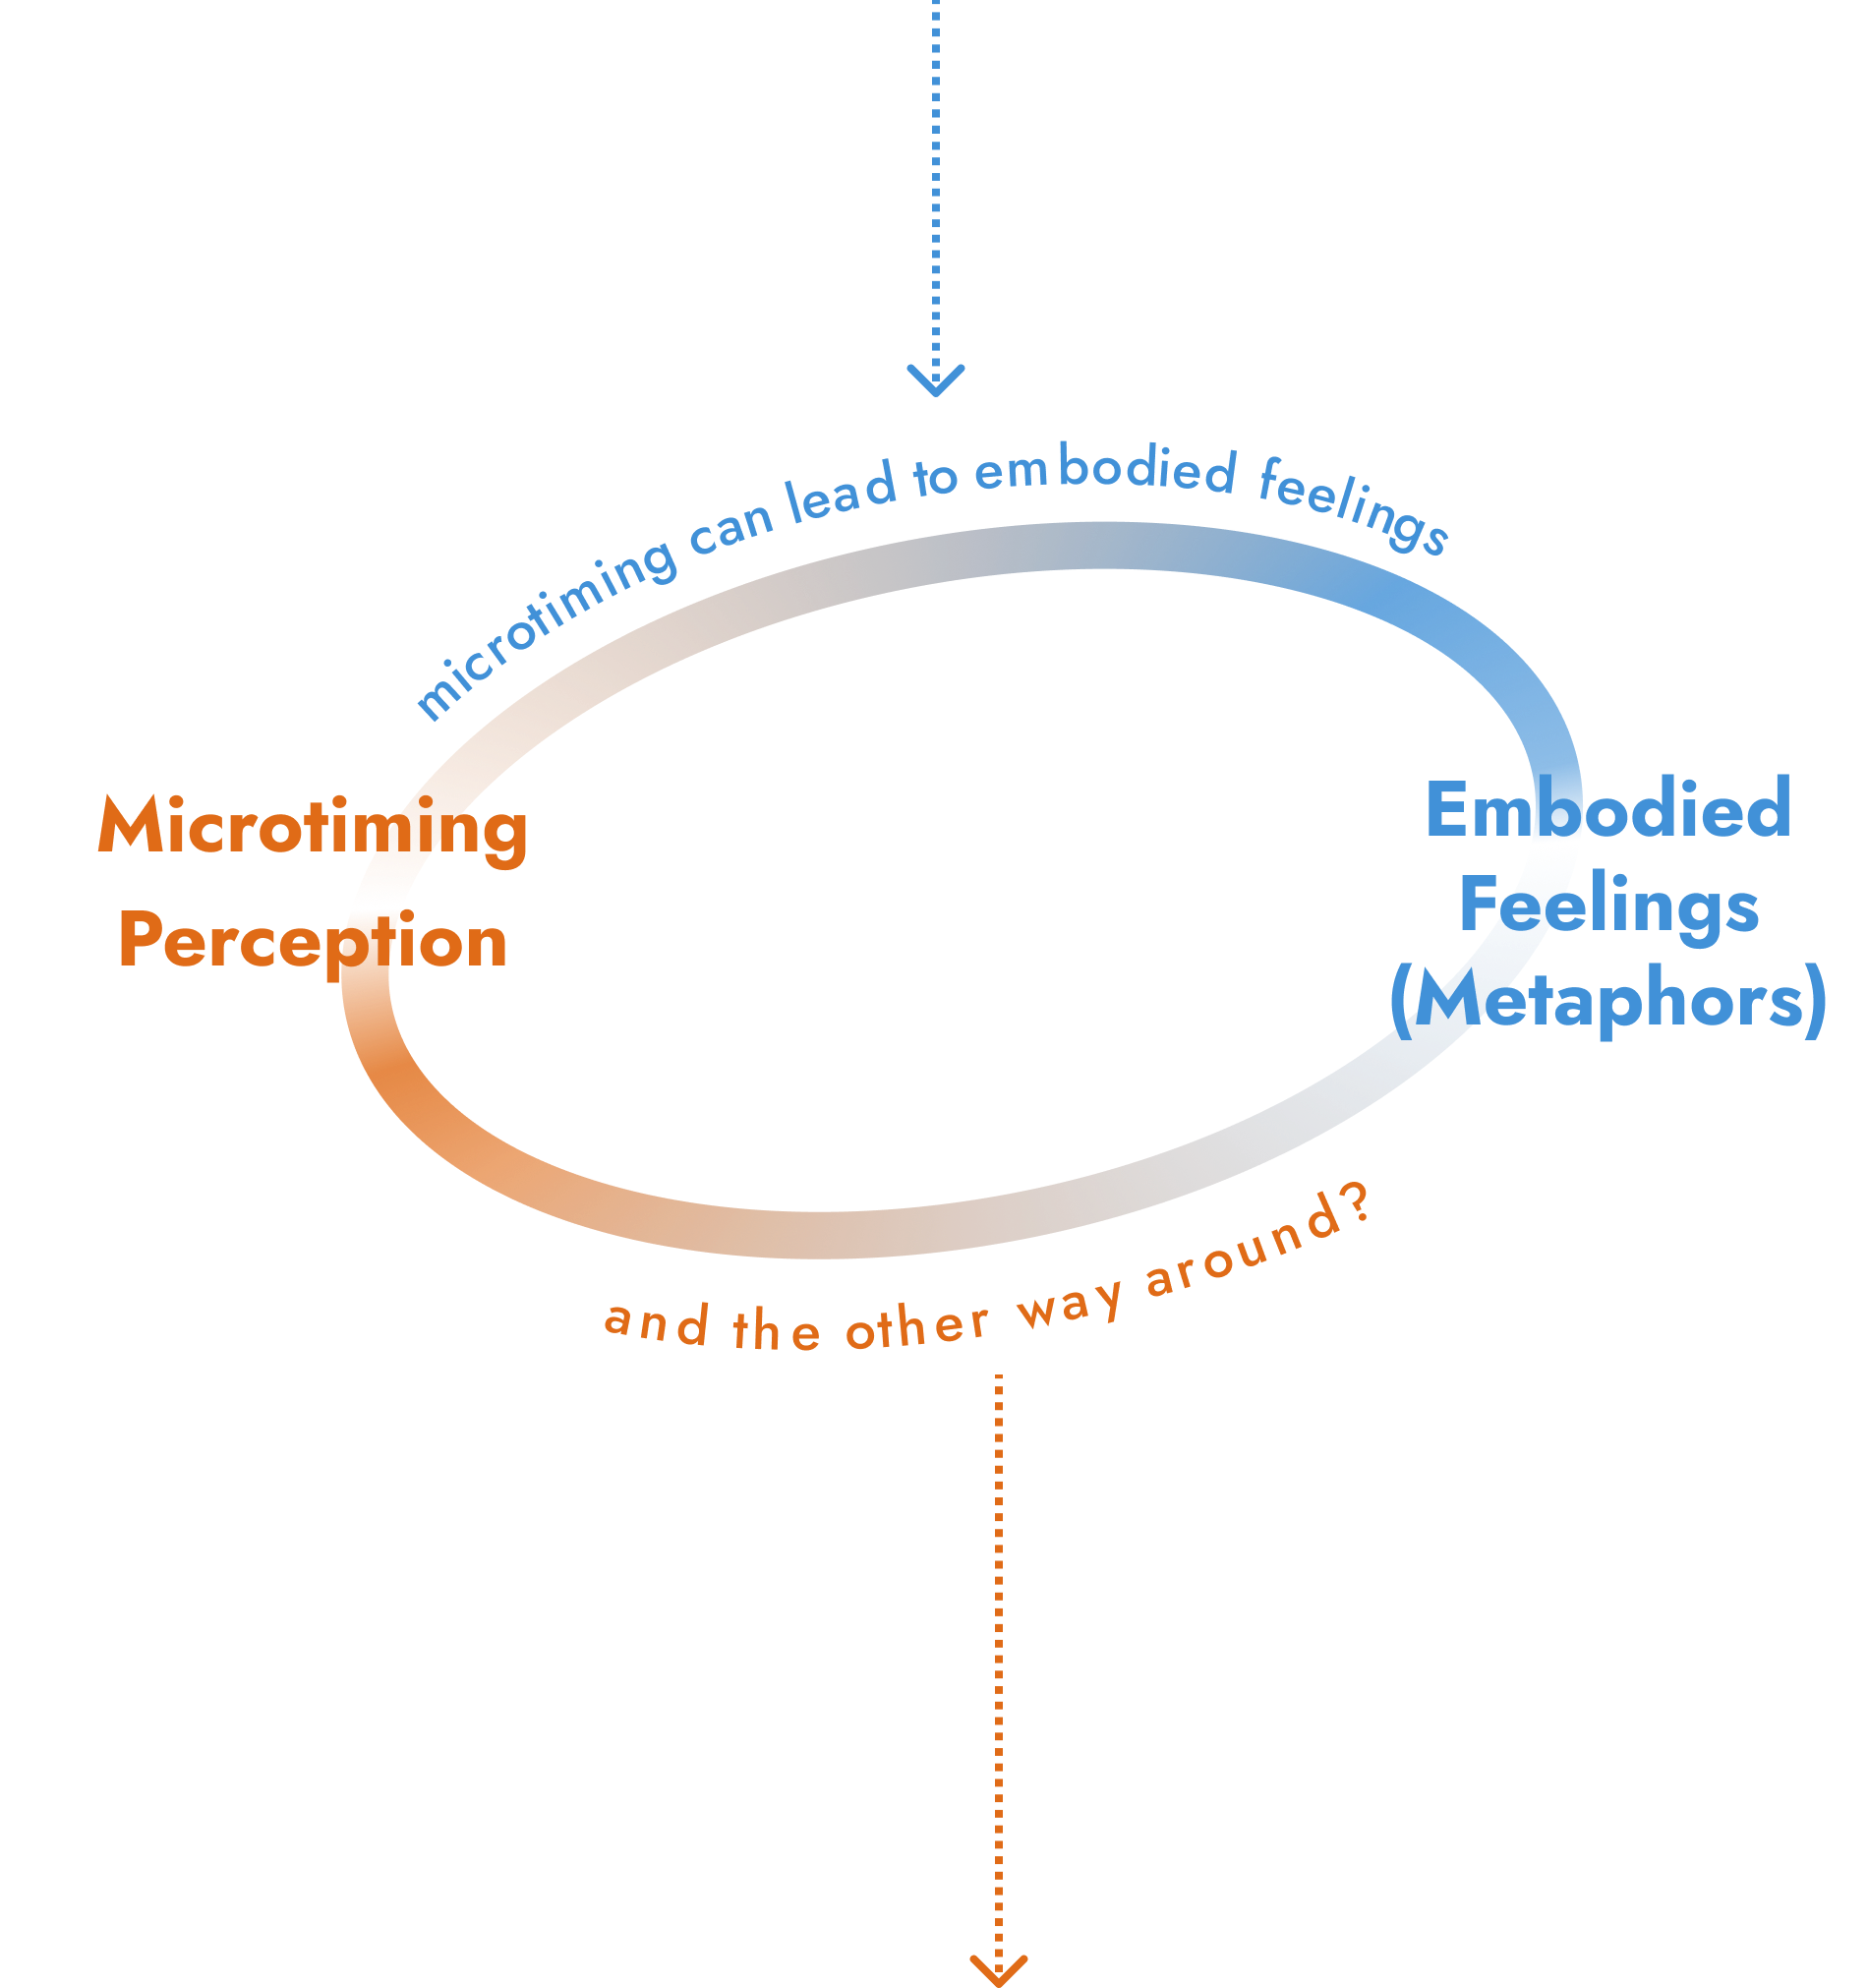 microtiming can lead to embodied feelings
Microtiming
Perception
Embodied
Feelings
(Metaphors)
and the other way around?